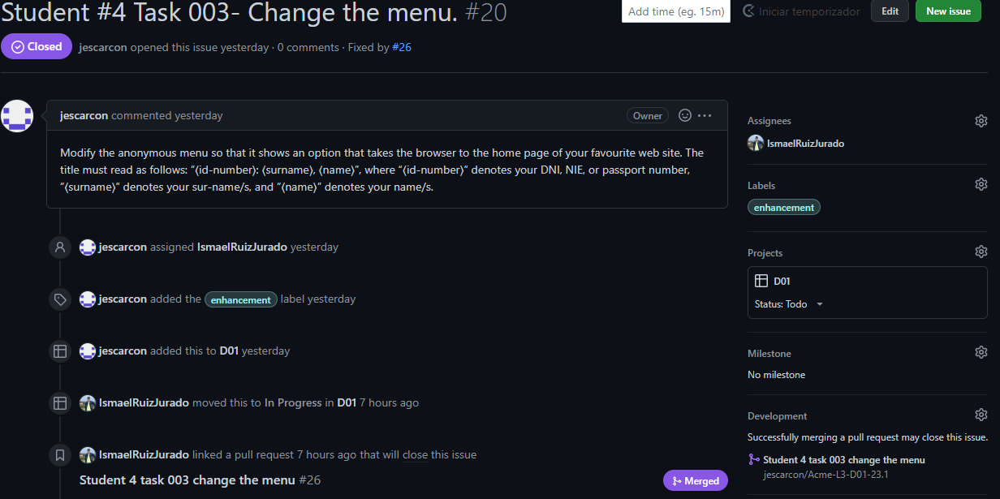 Student #4 Task 003- Change the menu. #20
Add time (eg. 15m)
Iniciar temporizador
Edit
New issue
Closed
jescarcon opened this issue yesterday · 0 comments · Fixed by #26
jescarcon commented yesterday
Owner
Modify the anonymous menu so that it shows an option that takes the browser to the home page of your favourite web site. The
title must read as follows: “⟨id-number⟩: ⟨surname⟩, ⟨name⟩”, where “⟨id-number⟩” denotes your DNI, NIE, or passport number,
“⟨surname⟩” denotes your sur-name/s, and “⟨name⟩” denotes your name/s.
jescarcon assigned IsmaelRuizJurado yesterday
jescarcon added the enhancement label yesterday
jescarcon added this to D01 yesterday
IsmaelRuizJurado moved this to In Progress in D01 7 hours ago
IsmaelRuizJurado linked a pull request 7 hours ago that will close this issue
Student 4 task 003 change the menu #26
Merged
Assignees
IsmaelRuizJurado
Labels
enhancement
Projects
D01
Status: Todo
Milestone
No milestone
Development
Successfully merging a pull request may close this issue.
Student 4 task 003 change the menu
jescarcon/Acme-L3-D01-23.1